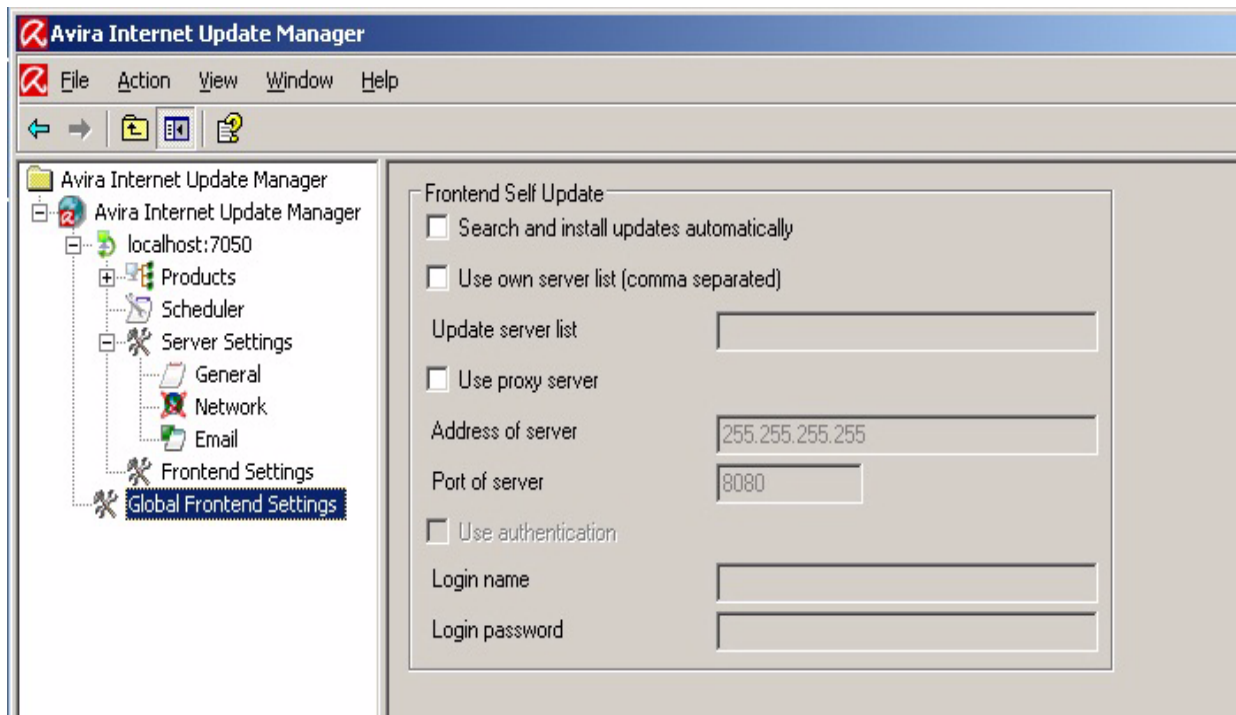 Avira Internet Update Manager
File Action View Window Help
Avira Internet Update Manager
Avira Internet Update Manager
localhost:7050
Products
Scheduler
Server Settings
General
Network
Email
Frontend Settings
Global Frontend Settings
Frontend Self Update
Search and install updates automatically
Use own server list (comma separated)
Update server list
Use proxy server
Address of server 255.255.255.255
Port of server 8080
Use authentication
Login name
Login password